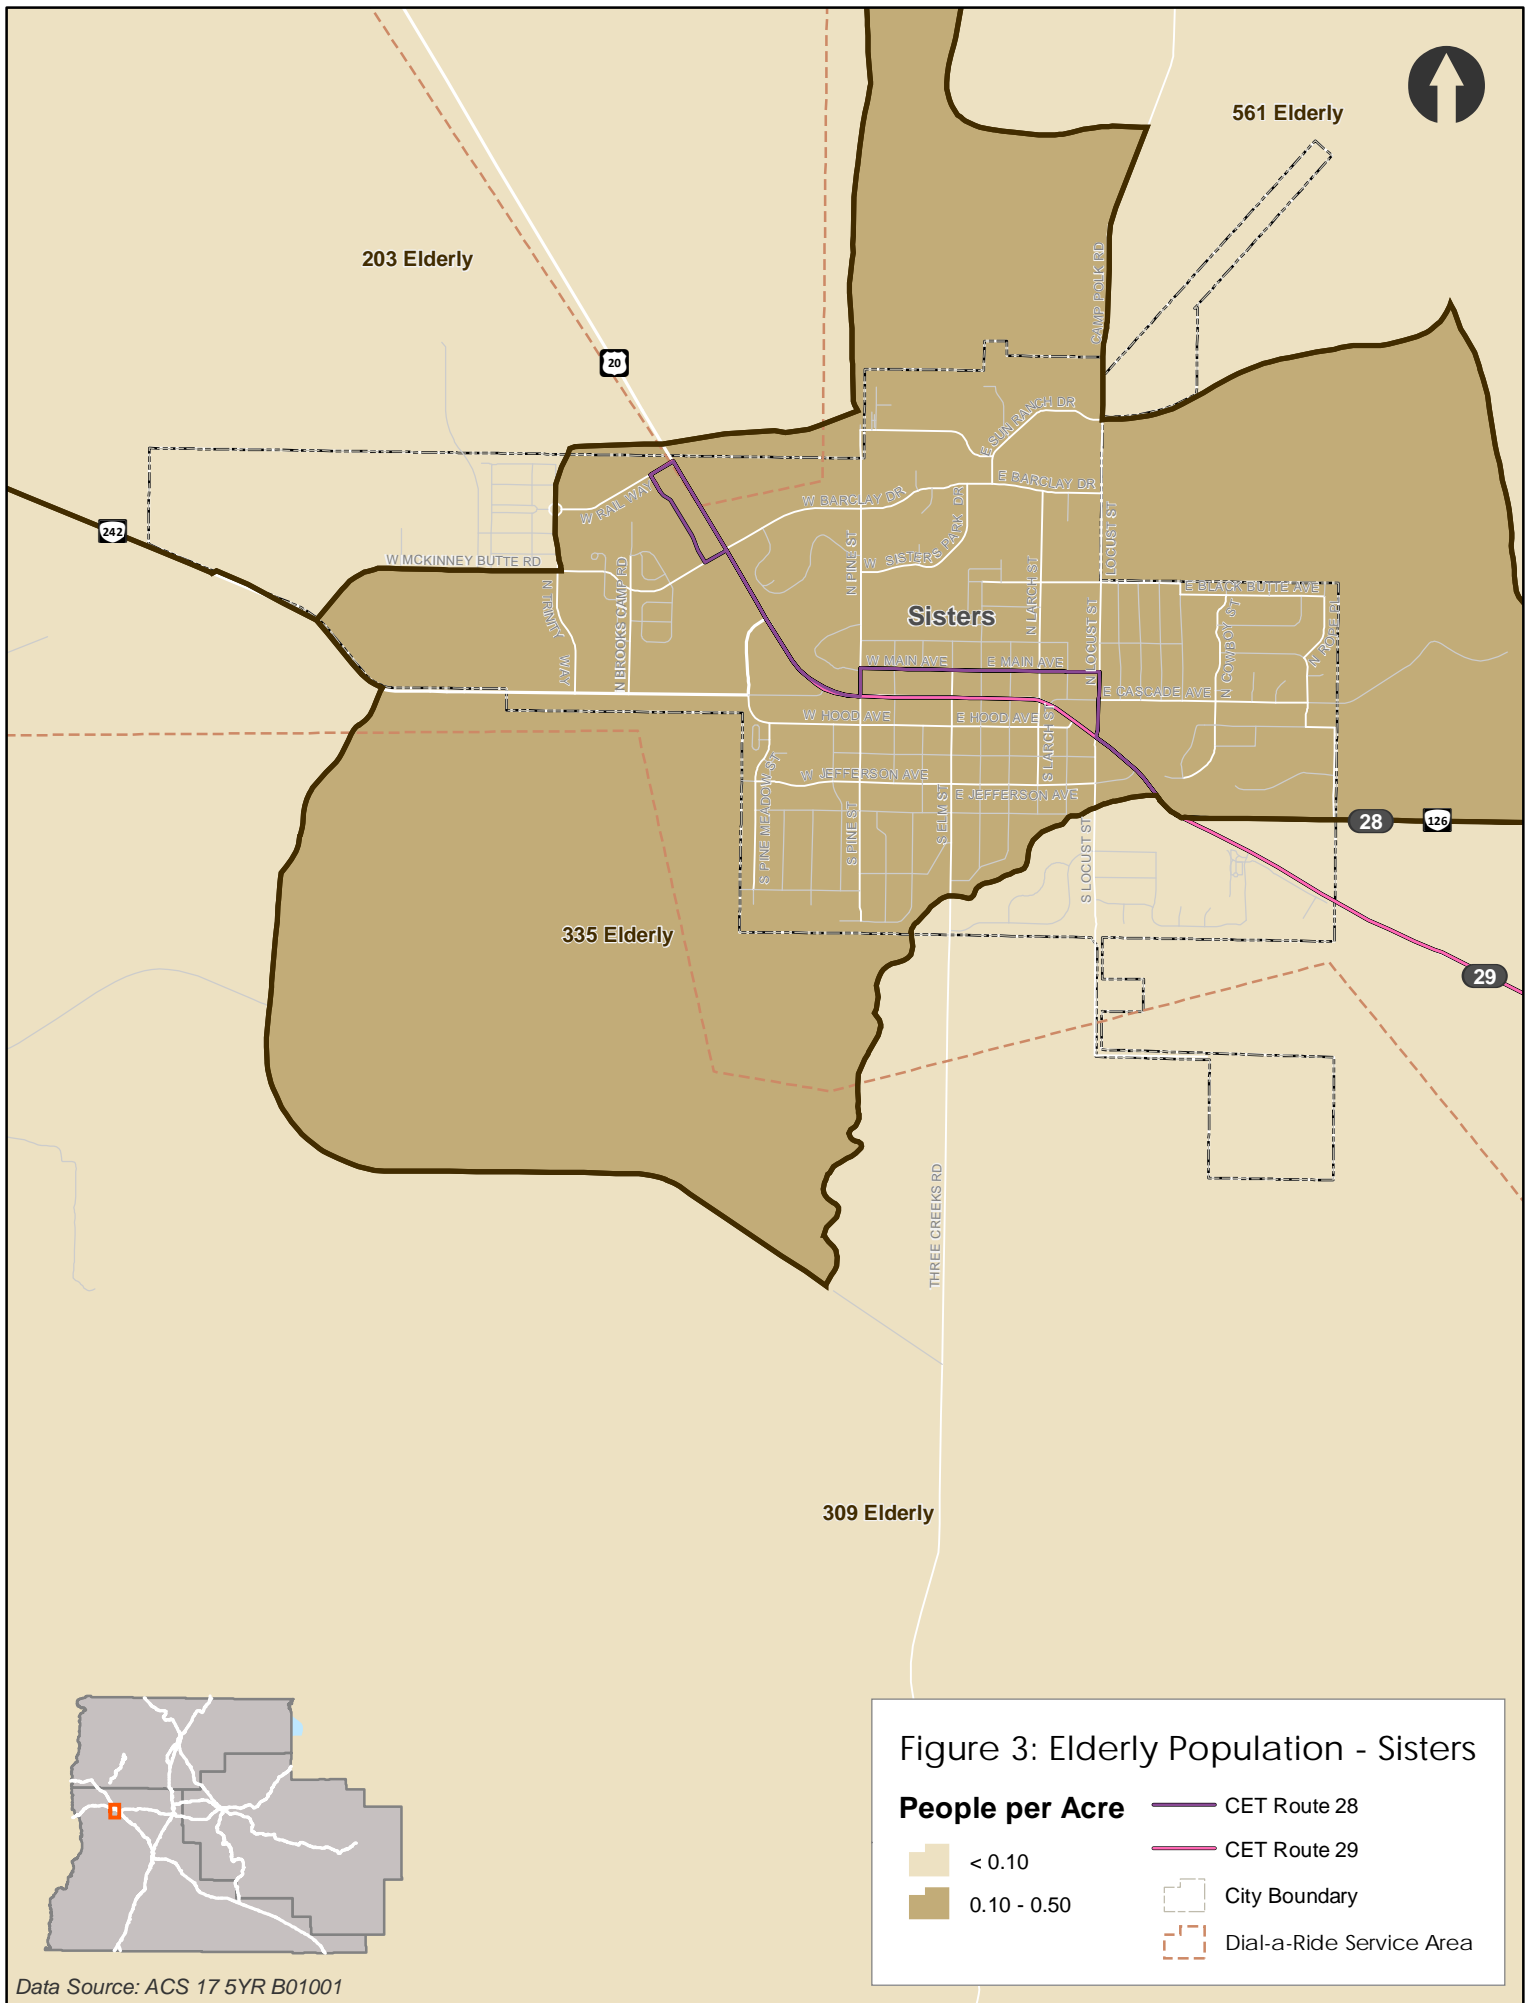 561 Elderly
203 Elderly
CAMP POLK RD
20
E SUN RANCH DR
E BARCLAY DR
W BARCLAY DR
W RAIL WAY
242
W MCKINNEY BUTTE RD
N PINE ST
W SISTERS PARK DR
N LARCH ST
LOCUST ST
E BLACK BUTTE AVE
N TRINITY WAY
N BROOKS CAMP RD
Sisters
N LOCUST ST
N COWBOY ST
N ROPE PL
W MAIN AVE
E MAIN AVE
E CASCADE AVE
W HOOD AVE
E HOOD AVE
S LARCH ST
S PINE MEADOW ST
W JEFFERSON AVE
E JEFFERSON AVE
S PINE ST
S ELM ST
S LOCUST ST
28
126
335 Elderly
29
THREE CREEKS RD
309 Elderly
Figure 3: Elderly Population - Sisters
People per Acre
< 0.10
0.10 - 0.50
CET Route 28
CET Route 29
City Boundary
Dial-a-Ride Service Area
Data Source: ACS 17 5YR B01001